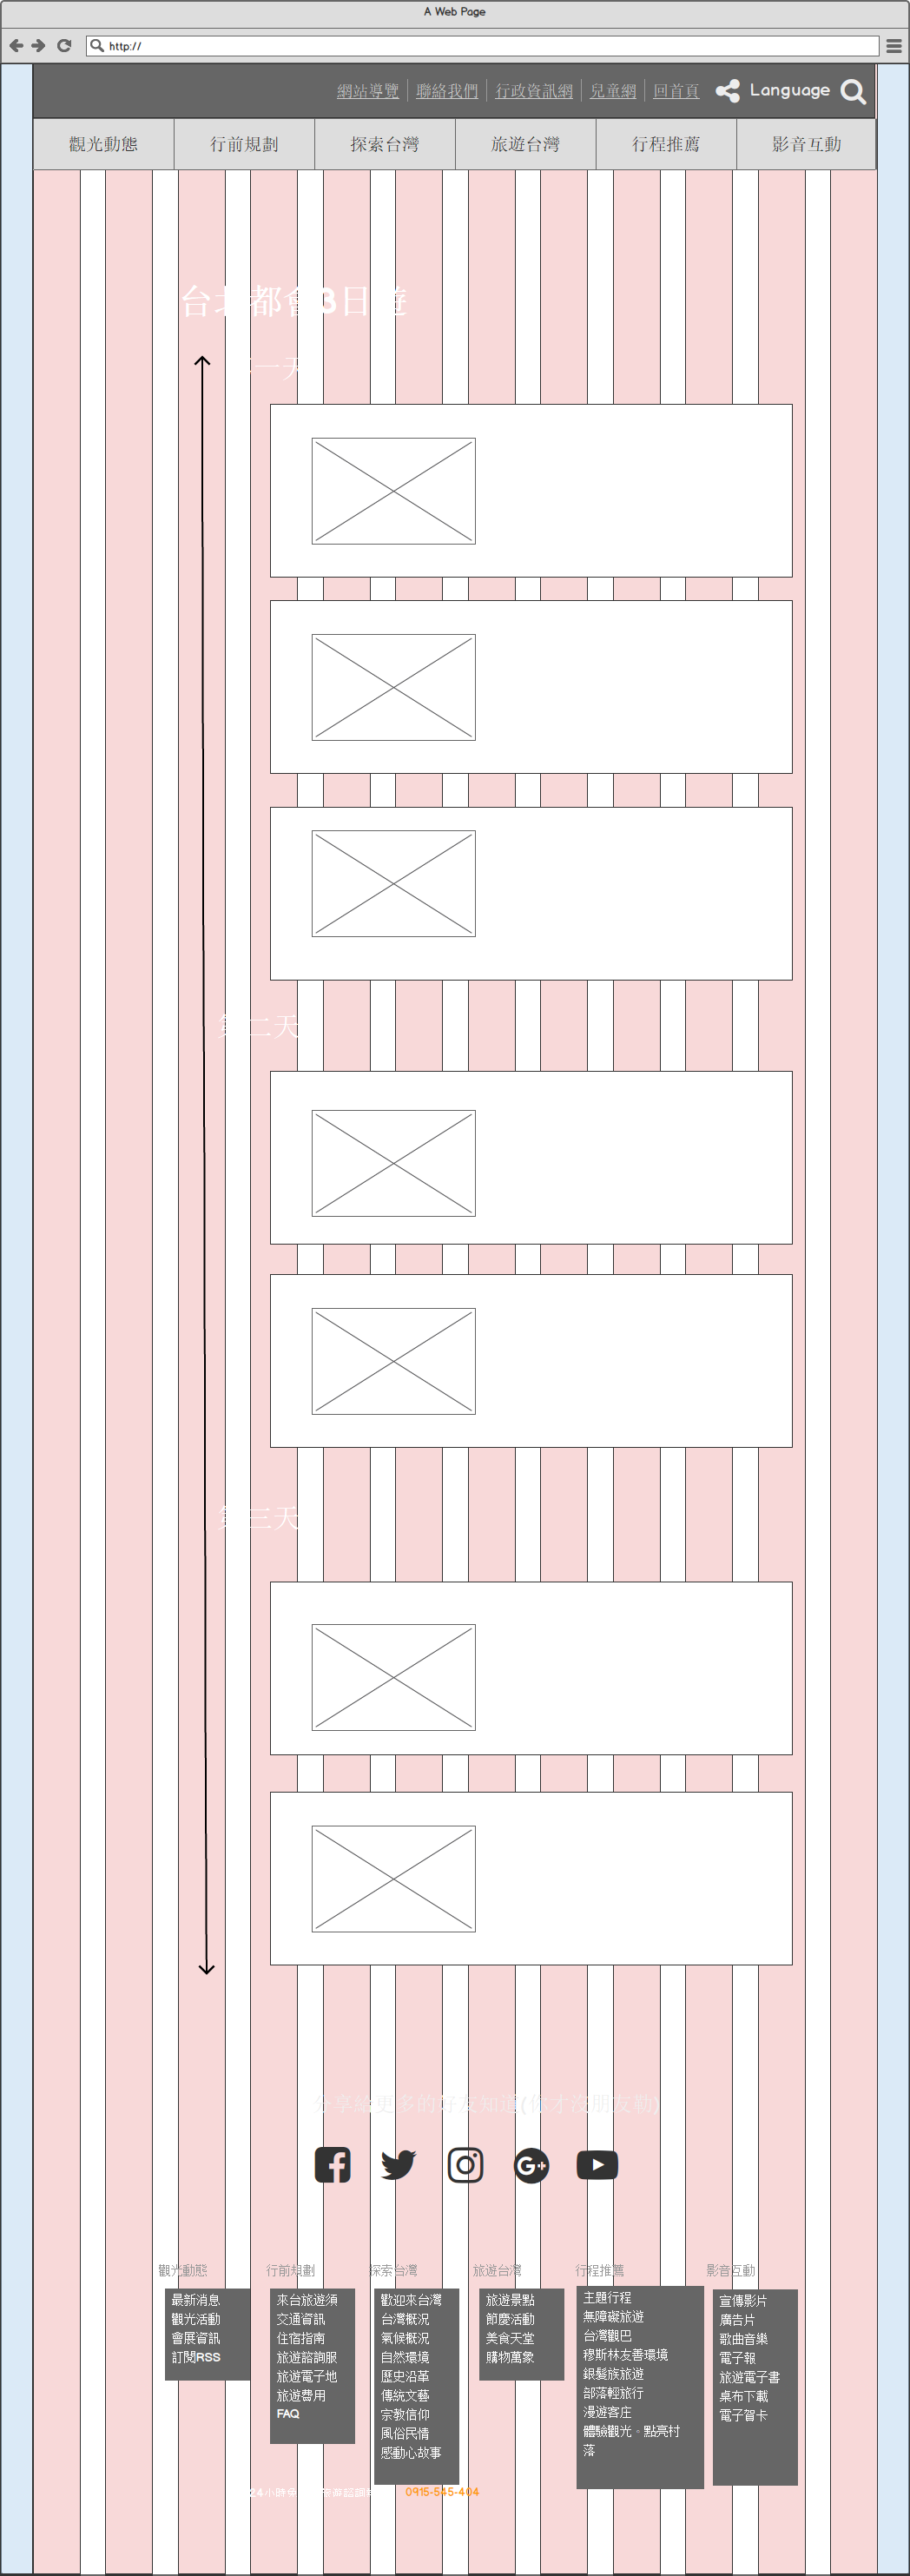 A Web Page
http://
網站導覽 聯絡我們 行政資訊網 兒童網 回首頁 Language
觀光動態 行前規劃 探索台灣 旅遊台灣 行程推薦 影音互動
台北都會3日遊
第一天
第二天
第三天
分享給更多的好友知道(你才沒朋友勒)
觀光動態 行前規劃 探索台灣 旅遊台灣 行程推薦 影音互動
最新消息
觀光活動
會展資訊
訂閱RSS
來台旅遊須
交通資訊
住宿指南
旅遊諮詢服
旅遊電子地
旅遊費用
FAQ
歡迎來台灣
台灣概況
氣候概況
自然環境
歷史沿革
傳統文藝
宗教信仰
風俗民情
感動心故事
旅遊景點
節慶活動
美食天堂
購物萬象
主題行程
無障礙旅遊
台灣觀巴
穆斯林友善環境
銀髮族旅遊
部落輕旅行
漫遊客庄
體驗觀光。點亮村
落
宣傳影片
廣告片
歌曲音樂
電子報
旅遊電子書
桌布下載
電子賀卡
24小時 旅遊諮詢 0915-545-404